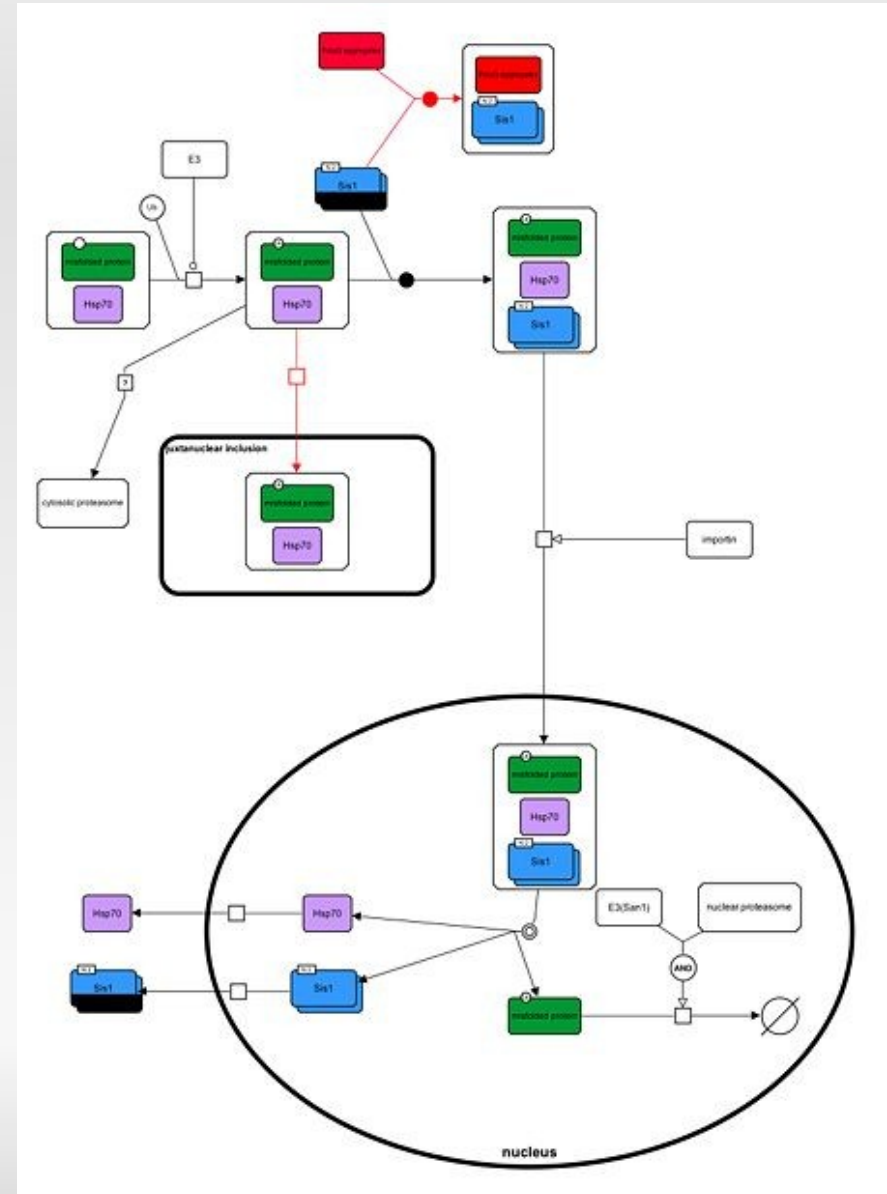 Sis1
E3
Sis1
Ub
misfolded protein
misfolded protein
misfolded protein
Hsp70
Hsp70
Hsp70
Sis1
?
juxtanuclear inclusion
cytosolic proteasome
misfolded protein
Hsp70
importin
misfolded protein
Hsp70
Sis1
E3(San1)
nuclear proteasome
Hsp70
Hsp70
AND
Sis1
Sis1
misfolded protein
nucleus